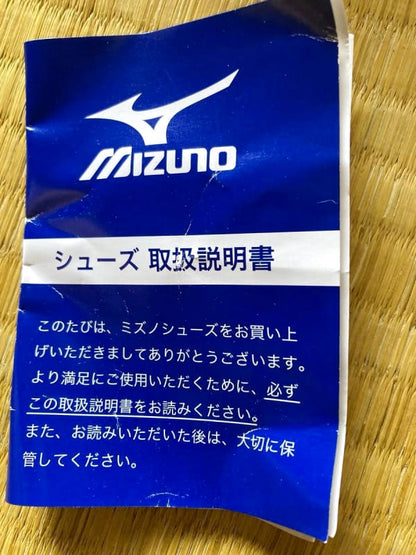 MIZUNO
シューズ 取扱説明書
このたびは、ミズノシューズをお買い上
げいただきましてありがとうございます。
より満足にご使用いただくために、必ず
この取扱説明書をお読みください。
また、お読みいただいた後は、大切に保
管してください。